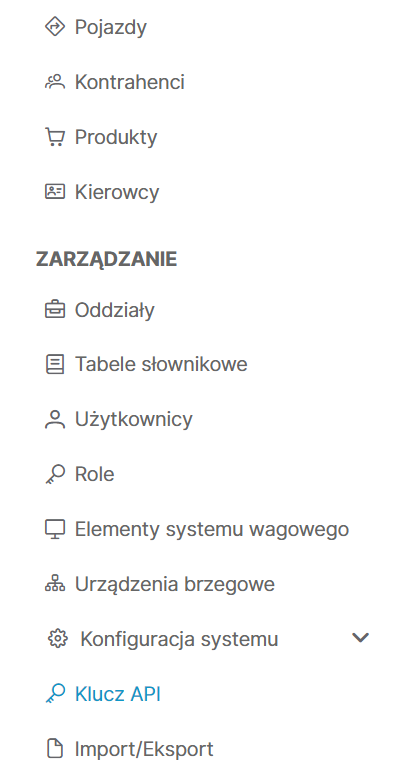 Pojazdy
Kontrahenci
Produkty
Kierowcy
ZARZĄDZANIE
Oddziały
Tabele słownikowe
Użytkownicy
Role
Elementy systemu wagowego
Urządzenia brzegowe
Konfiguracja systemu
Klucz API
Import/Eksport